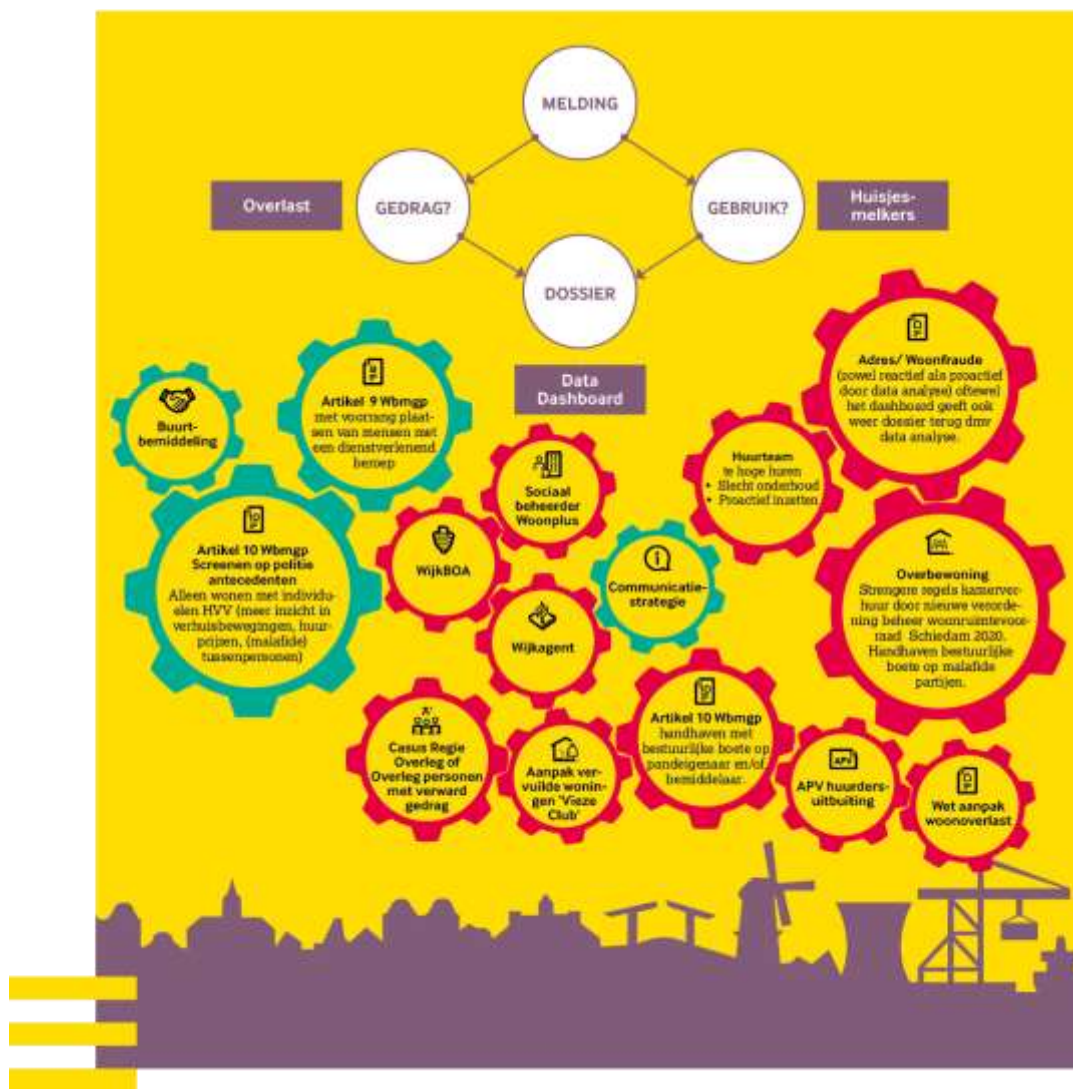 MELDING
Overlast
GEDRAG?
GEBRUIK?
Huisjes-
melkers
DOSSIER
Data
Dashboard
Buurt-
bemiddeling
Artikel 9 Wbmgp
met voorrang plaat-
sen van mensen met
een dienstverlenend
beroep
Adres/ Woonfraude
(zowel reactief als proactief
door data analyse) oftewel
het dashboard geeft ook
weer dossier terug dmv
data analyse.
Huurteam
te hoge huren
• Slecht onderhoud
• Proactief inzetten
Sociaal
beheerder
Woonplus
Artikel 10 Wbmgp
Screenen op politie
antecedenten
Alleen wonen met individu-
elen HVV (meer inzicht in
verhuisbewegingen, huur-
prijzen, (malafide)
tussenpersonen)
WijkBOA
Communicatie-
strategie
Overbewoning
Strengere regels kamerver-
huur door nieuwe verorde-
ning beheer woonruimtevoor-
raad Schiedam 2020.
Handhaven bestuurlijke
boete op malafide
partijen.
Wijkagent
Casus Regie
Overleg of
Overleg personen
met verward
gedrag
Aanpak ver-
vuilde wonin-
gen 'Vieze
Club'
Artikel 10 Wbmgp
handhaven met
bestuurlijke boete op
pandeigenaar en/of
bemiddelaar.
APV
APV huurders-
uitbuiting
Wet aanpak
woonoverlast